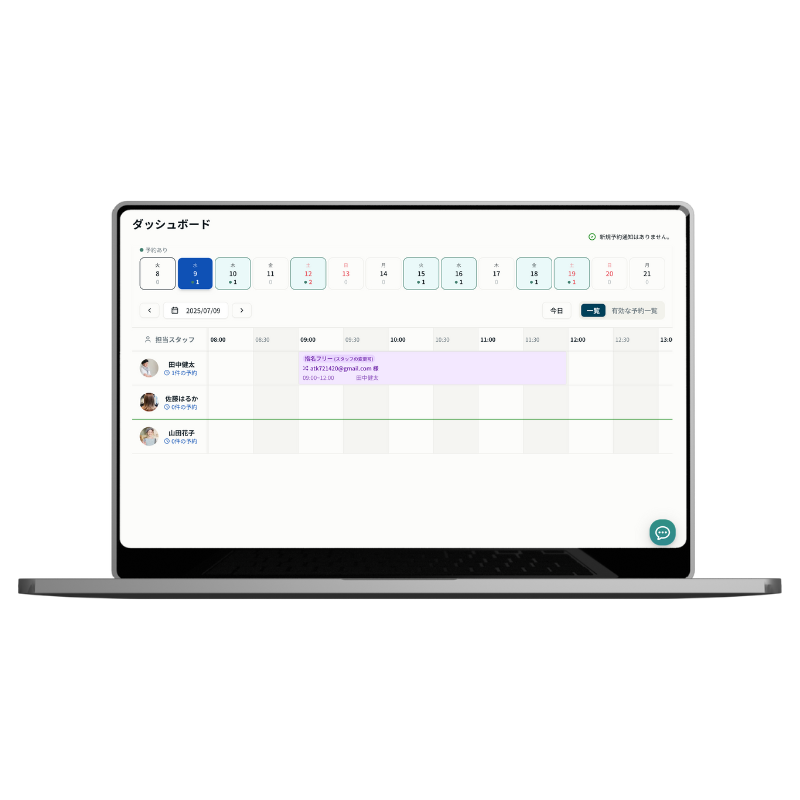 ダッシュボード
新規予約通知はありません。
予約あり
火 水 木 金 土 日 月 火 水 木 金 土 日 月
8 9 10 11 12 13 14 15 16 17 18 19 20 21
0 1 1 0 2 0 0 1 1 0 1 1 0 0
2025/07/09 今日 一覧 有効な予約一覧
担当スタッフ 08:00 08:30 09:00 09:30 10:00 10:30 11:00 11:30 12:00 12:30 13:0
指名フリー (スタッフの変更可)
田中健太 atk721420@gmail.com 様
1件の予約 09:00~12:00 田中健太
佐藤はるか
0件の予約
山田花子
0件の予約